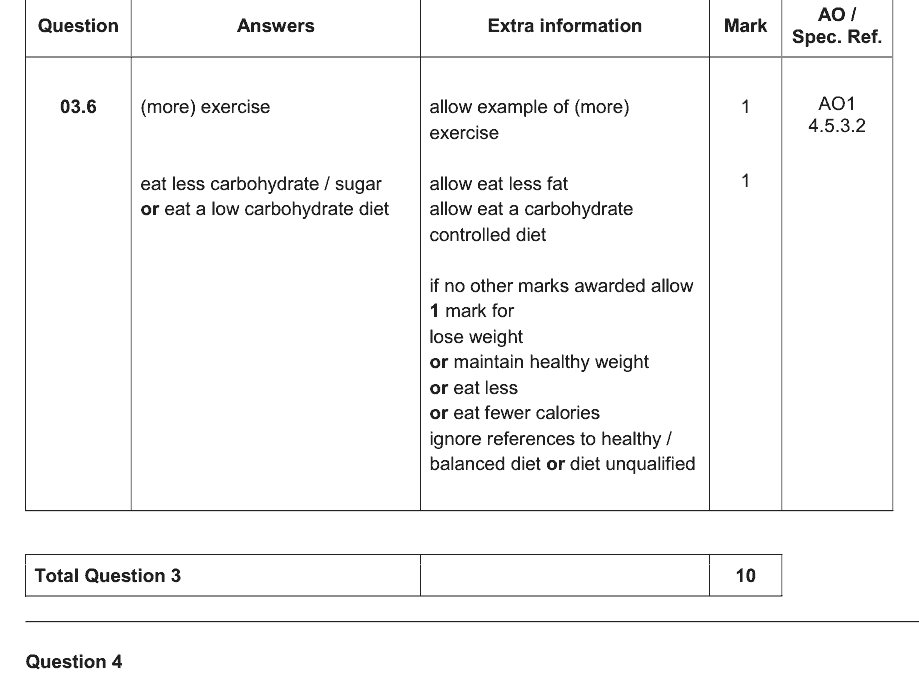 Question Answers Extra information Mark AO /
Spec. Ref.
03.6 (more) exercise allow example of (more) 1 AO1
exercise 4.5.3.2
eat less carbohydrate / sugar allow eat less fat 1
or eat a low carbohydrate diet allow eat a carbohydrate
controlled diet
if no other marks awarded allow
1 mark for
lose weight
or maintain healthy weight
or eat less
or eat fewer calories
ignore references to healthy /
balanced diet or diet unqualified
Total Question 3 10
Question 4